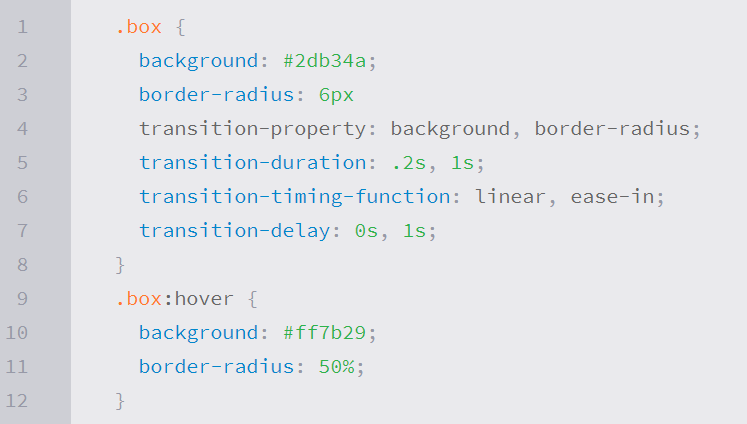 1 .box {
2 background: #2db34a;
3 border-radius: 6px
4 transition-property: background, border-radius;
5 transition-duration: .2s, 1s;
6 transition-timing-function: linear, ease-in;
7 transition-delay: 0s, 1s;
8 }
9 .box:hover {
10 background: #ff7b29;
11 border-radius: 50%;
12 }